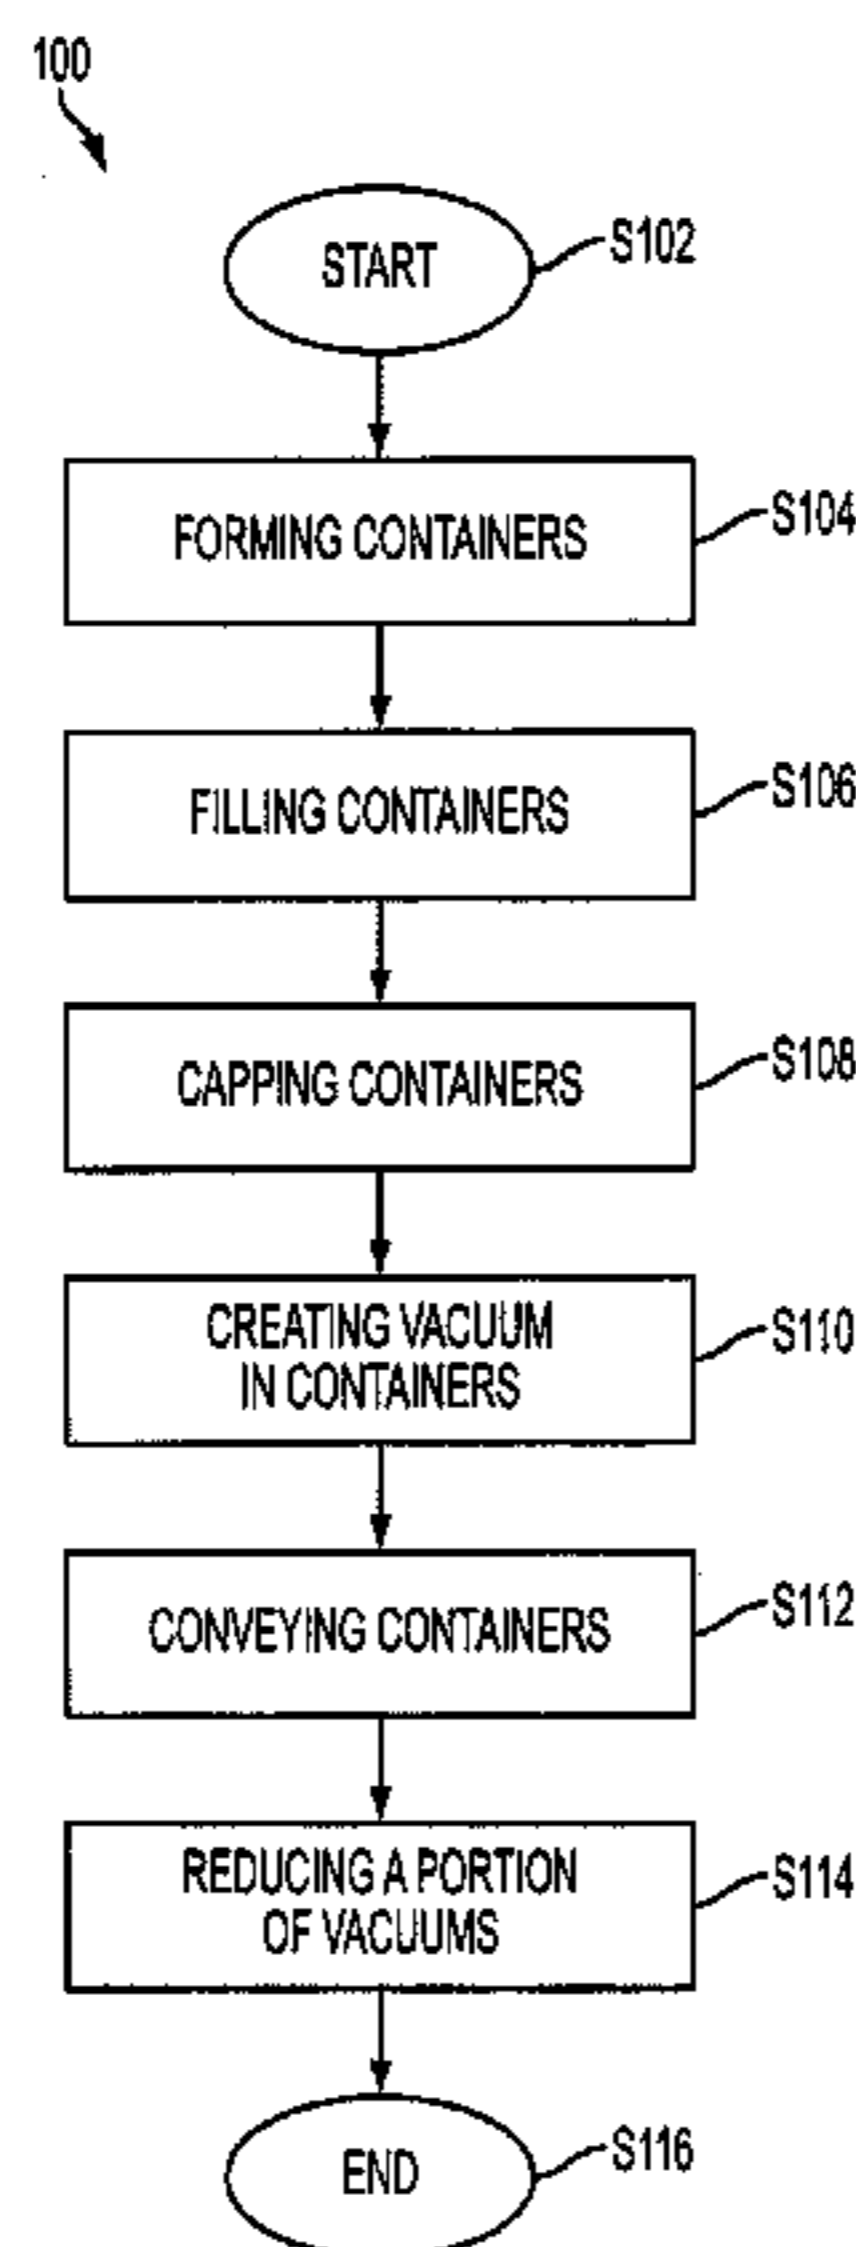 100
START
S102
FORMING CONTAINERS
S104
FILLING CONTAINERS
S106
CAPPING CONTAINERS
S108
CREATING VACUUM
IN CONTAINERS
S110
CONVEYING CONTAINERS
S112
REDUCING A PORTION
OF VACUUMS
S114
END
S116